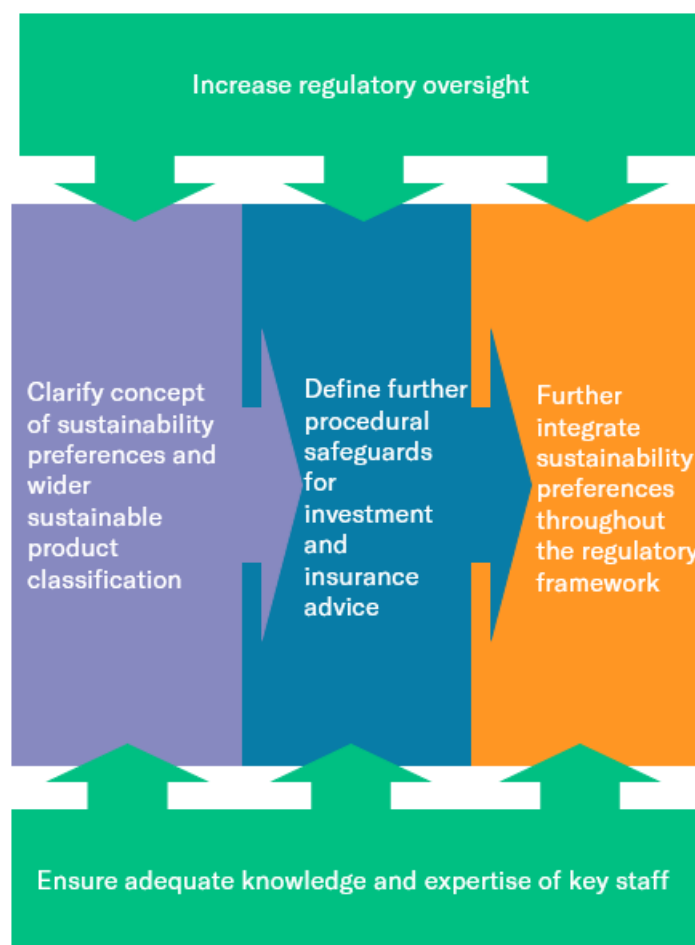 Increase regulatory oversight
Clarify concept
of sustainability
preferences and
wider
sustainable
product
classification
Define further
procedural
safeguards
for
investment
and
insurance
advice
Further
integrate
sustainability
preferences
throughout
the regulatory
framework
Ensure adequate knowledge and expertise of key staff